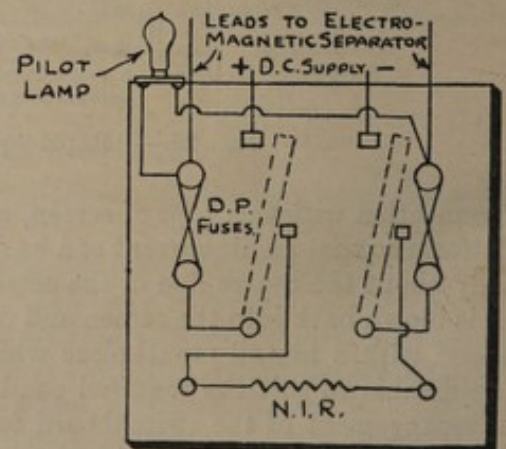 LEADS TO ELECTRO-
MAGNETIC SEPARATOR
+ D.C. SUPPLY -
PILOT
LAMP
D.P.
FUSES
N.I.R.